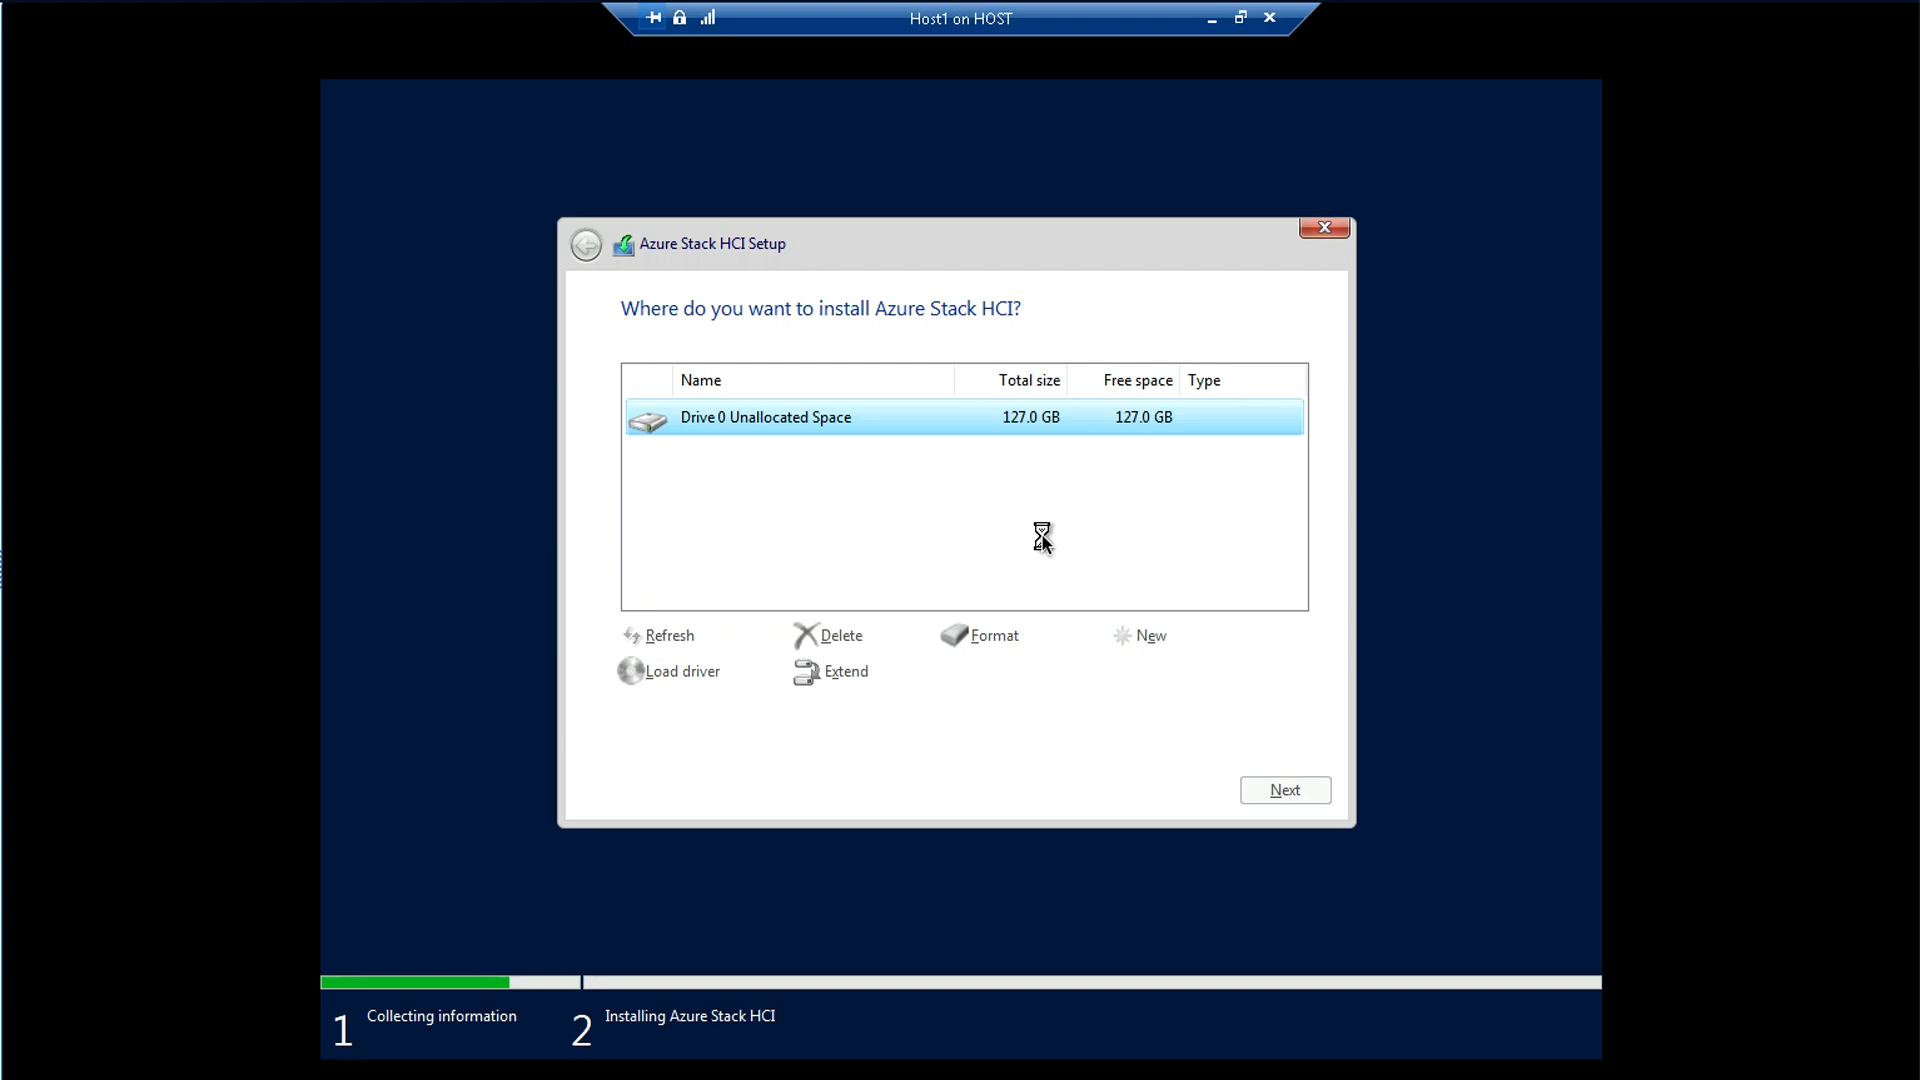 Host1 on HOST
Azure Stack HCI Setup
Where do you want to install Azure Stack HCI?
Name Total size Free space Type
Drive 0 Unallocated Space 127.0 GB 127.0 GB
Refresh Delete Format New
Load driver Extend
Next
1 Collecting information 2 Installing Azure Stack HCI